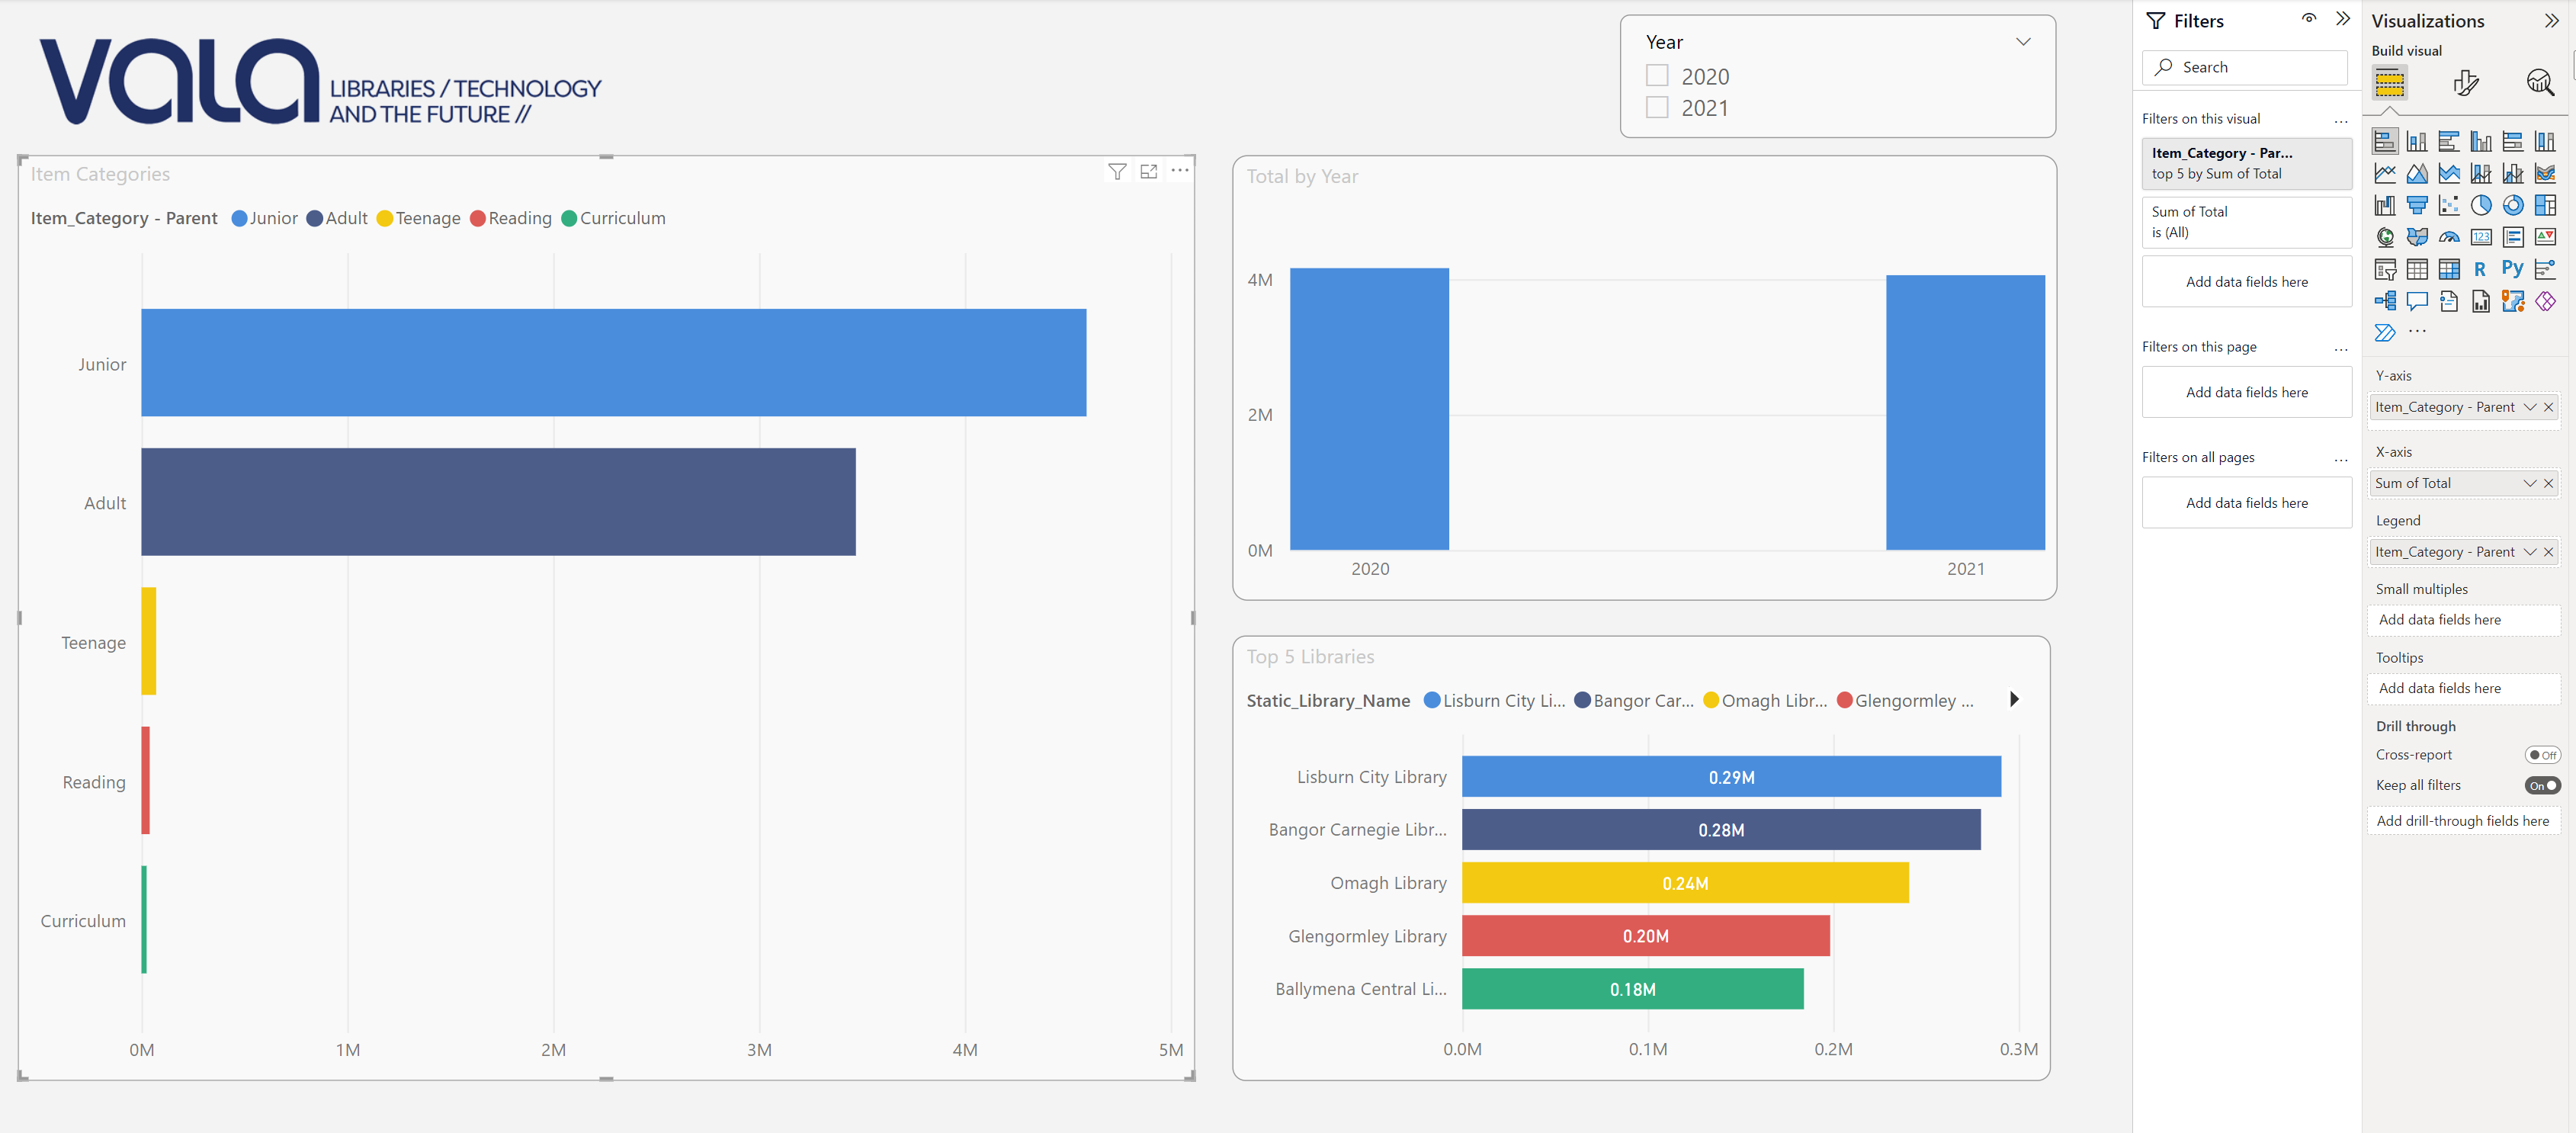 vala
LIBRARIES / TECHNOLOGY
AND THE FUTURE //
Year
2020
2021
Item Categories
Item_Category - Parent Junior Adult Teenage Reading Curriculum
Junior
Adult
Teenage
Reading
Curriculum
0M 1M 2M 3M 4M 5M
Total by Year
4M
2M
0M
2020 2021
Top 5 Libraries
Static_Library_Name Lisburn City Li... Bangor Car... Omagh Libr... Glengormley ...
Lisburn City Library 0.29M
Bangor Carnegie Libr... 0.28M
Omagh Library 0.24M
Glengormley Library 0.20M
Ballymena Central Li... 0.18M
0.0M 0.1M 0.2M 0.3M
Filters
Search
Filters on this visual ...
Item_Category - Par...
top 5 by Sum of Total
Sum of Total
is (All)
Add data fields here
Filters on this page ...
Add data fields here
Filters on all pages ...
Add data fields here
Visualizations
Build visual
123
R Py
...
Y-axis
Item_Category - Parent
X-axis
Sum of Total
Legend
Item_Category - Parent
Small multiples
Add data fields here
Tooltips
Add data fields here
Drill through
Cross-report Off
Keep all filters On
Add drill-through fields here